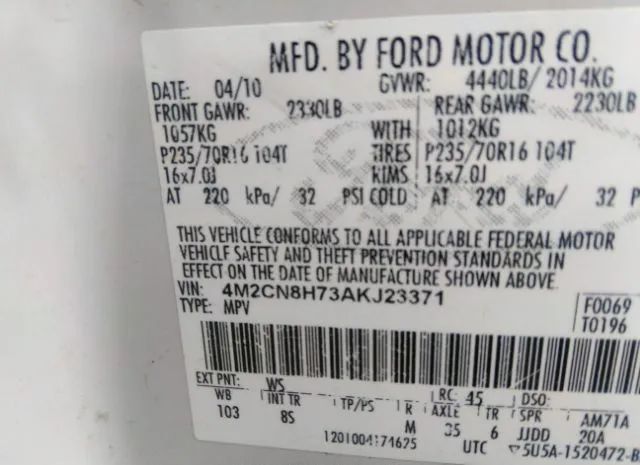 MFD. BY FORD MOTOR CO.
DATE: 04/10 GVWR: 4440LB/ 2014KG
FRONT GAWR: 2330LB REAR GAWR: 2230LB
1057KG WITH 1012KG
P235/70R16 104T TIRES P235/70R16 104T
16x7.0J RIMS 16x7.0J
AT 220 kPa/ 32 PSI COLD AT 220 kPa/ 32 P
THIS VEHICLE CONFORMS TO ALL APPLICABLE FEDERAL MOTOR
VEHICLE SAFETY AND THEFT PREVENTION STANDARDS IN
EFFECT ON THE DATE OF MANUFACTURE SHOWN ABOVE.
VIN: 4M2CN8H73AKJ23371
TYPE: MPV
F0069
T0196
EXT PNT: WS RC: 45 DSO:
WB INT TR TP/PS R AXLE TR SPR AM71A
103 8S M 35 6 JJDD 20A
1201004174675 UTC 5U5A-1520472-B